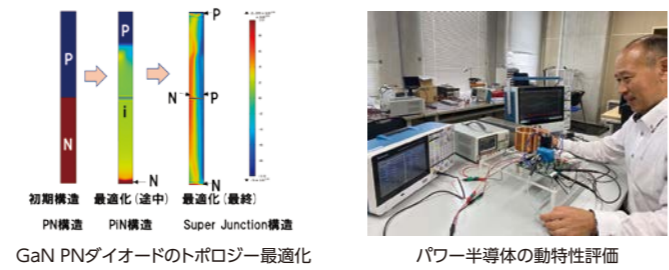 P
N
P
i
N
P
N
P
N
初期構造
最適化(途中)
最適化(最終)
PN構造
PiN構造
Super Junction構造
GaN PNダイオードのトポロジー最適化
パワー半導体の動特性評価